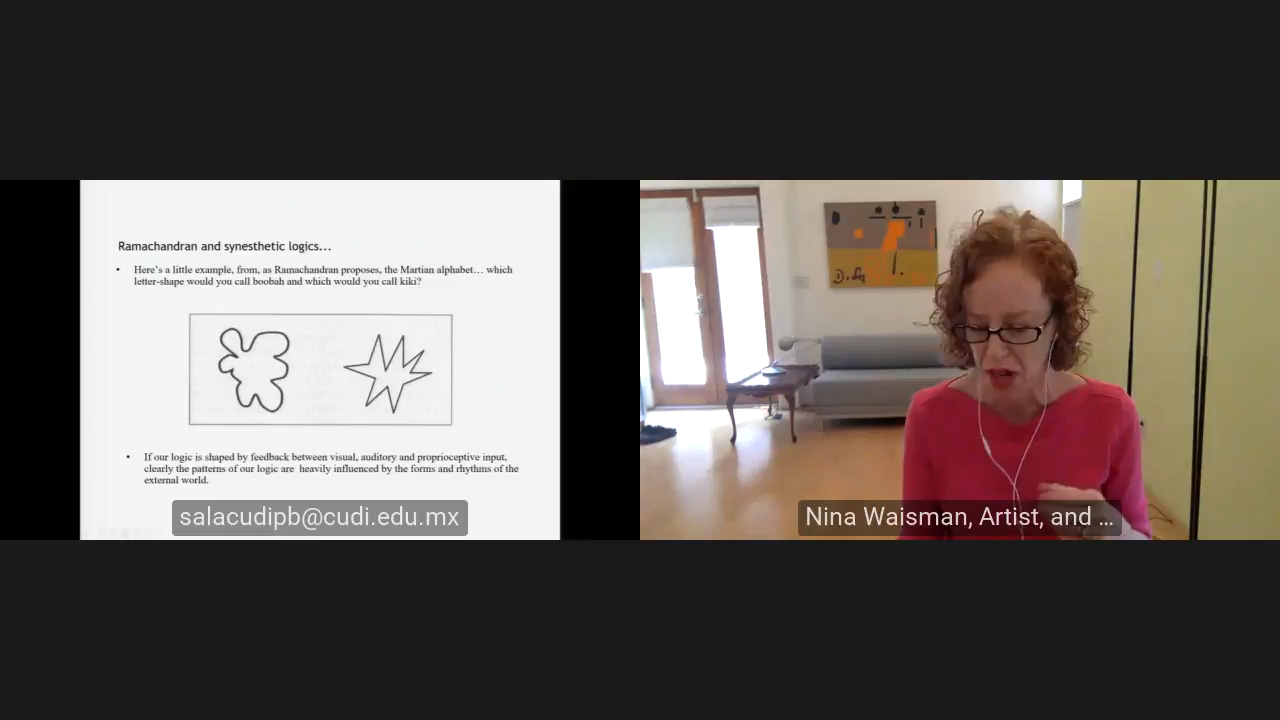 Ramachandran and synesthetic logics...
• Here's a little example, from, as Ramachandran proposes, the Martian alphabet… which
letter-shape would you call boobah and which would you call kiki?
• If our logic is shaped by feedback between visual, auditory and proprioceptive input,
clearly the patterns of our logic are heavily influenced by the forms and rhythms of the
external world.
salacudipb@cudi.edu.mx
Nina Waisman, Artist, and ...